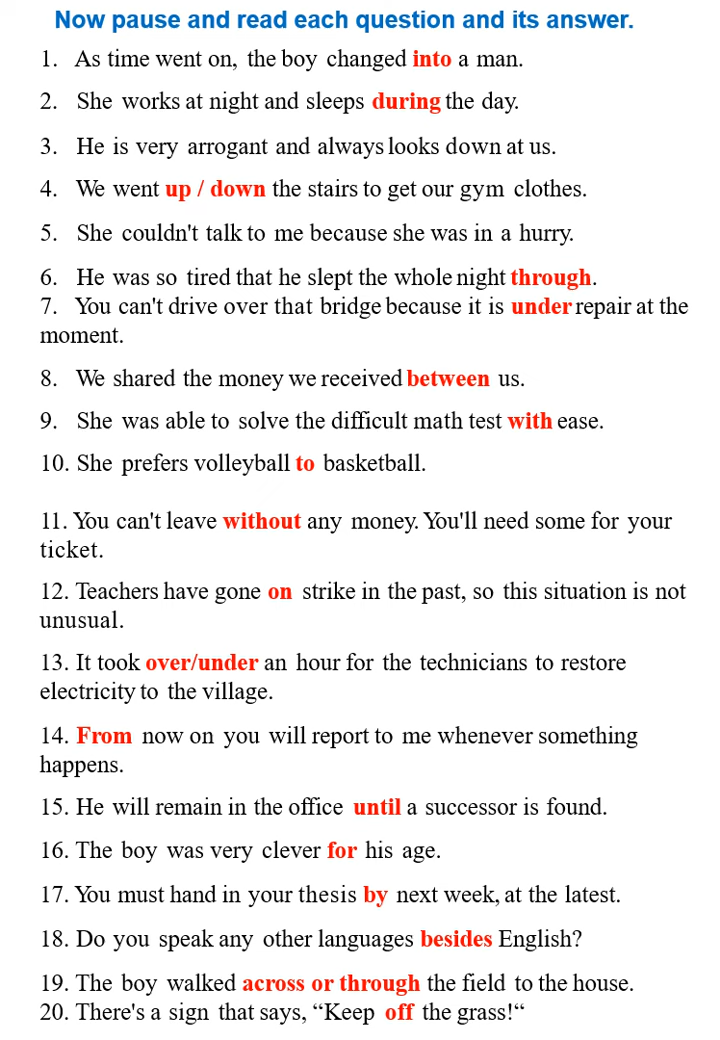 Now pause and read each question and its answer.
1. As time went on, the boy changed into a man.
2. She works at night and sleeps during the day.
3. He is very arrogant and always looks down at us.
4. We went up / down the stairs to get our gym clothes.
5. She couldn't talk to me because she was in a hurry.
6. He was so tired that he slept the whole night through.
7. You can't drive over that bridge because it is under repair at the
moment.
8. We shared the money we received between us.
9. She was able to solve the difficult math test with ease.
10. She prefers volleyball to basketball.
11. You can't leave without any money. You'll need some for your
ticket.
12. Teachers have gone on strike in the past, so this situation is not
unusual.
13. It took over/under an hour for the technicians to restore
electricity to the village.
14. From now on you will report to me whenever something
happens.
15. He will remain in the office until a successor is found.
16. The boy was very clever for his age.
17. You must hand in your thesis by next week, at the latest.
18. Do you speak any other languages besides English?
19. The boy walked across or through the field to the house.
20. There's a sign that says, “Keep off the grass!“